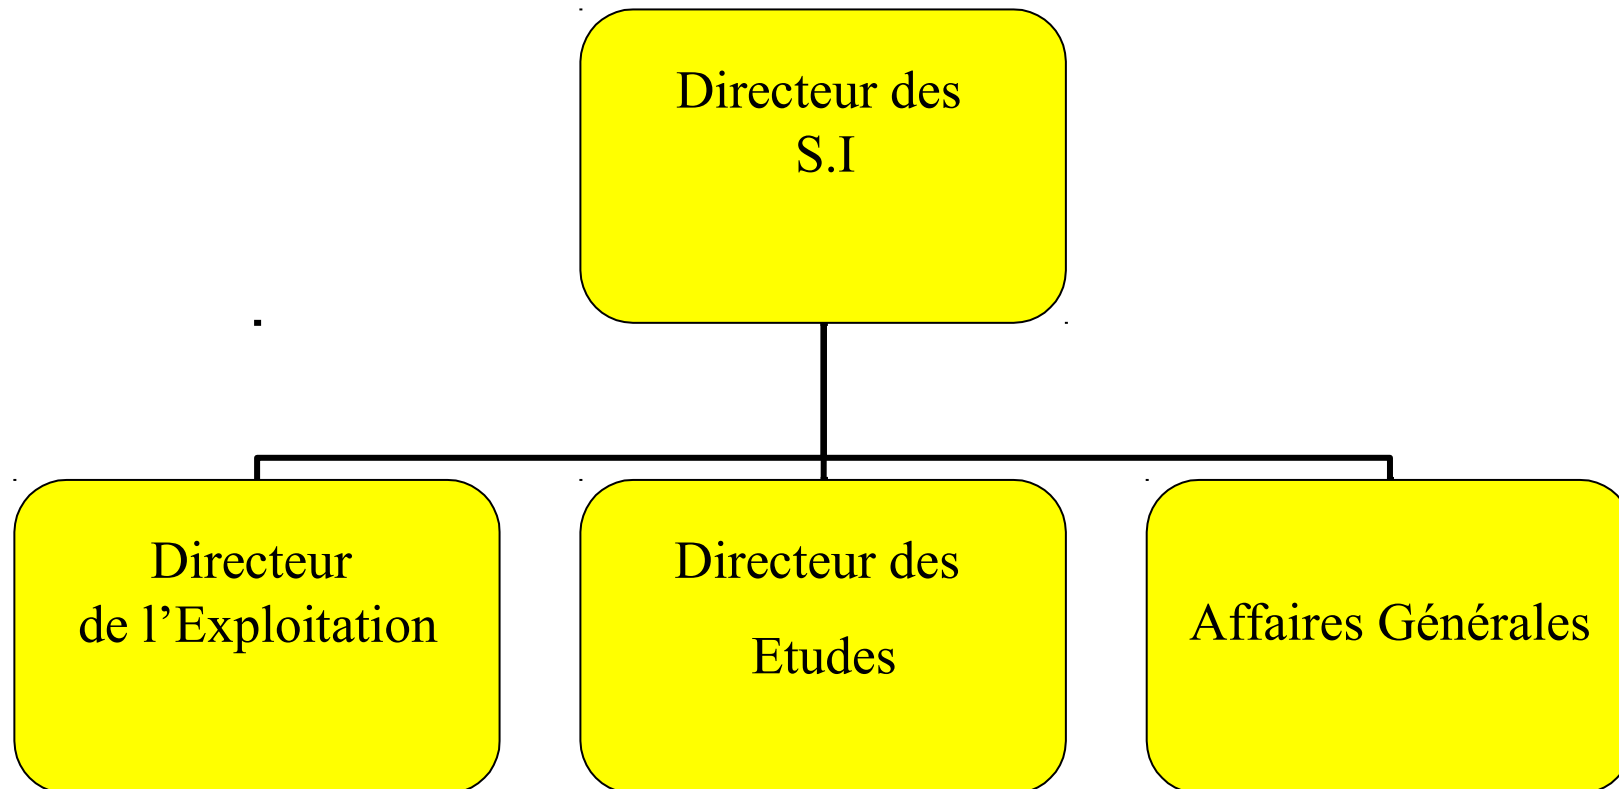 Directeur des
S.I
Directeur
de l’Exploitation
Directeur des
Etudes
Affaires Générales